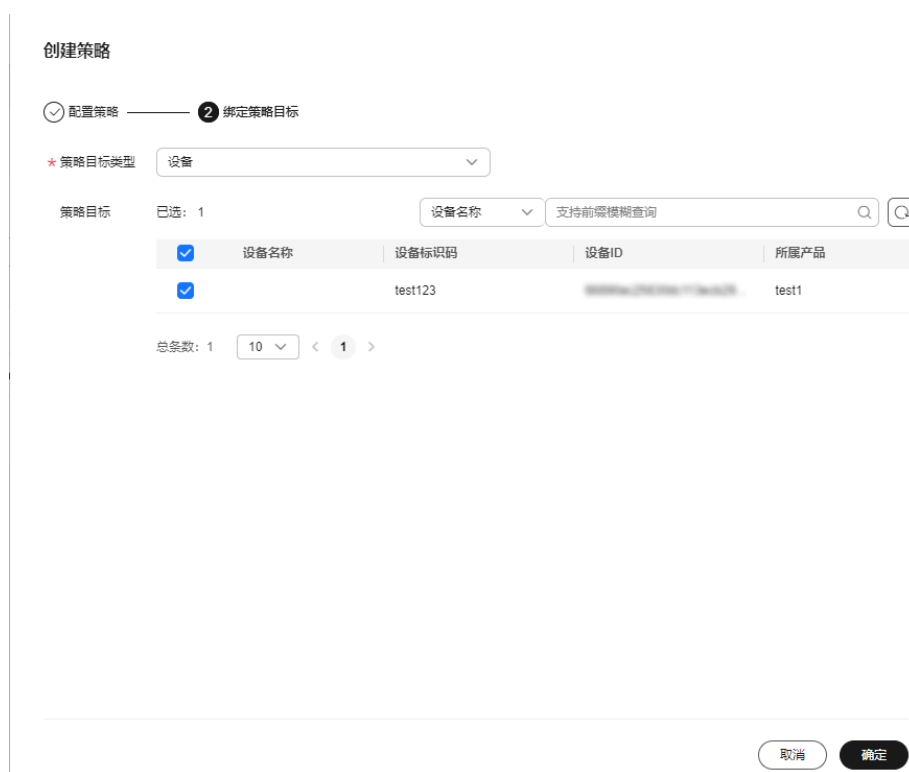 创建策略
配置策略 2 绑定策略目标
* 策略目标类型 设备
策略目标 已选：1 设备名称 支持前缀模糊查询
设备名称 设备标识码 设备ID 所属产品
test123 test1
总条数：1 10 < 1 >
取消 确定